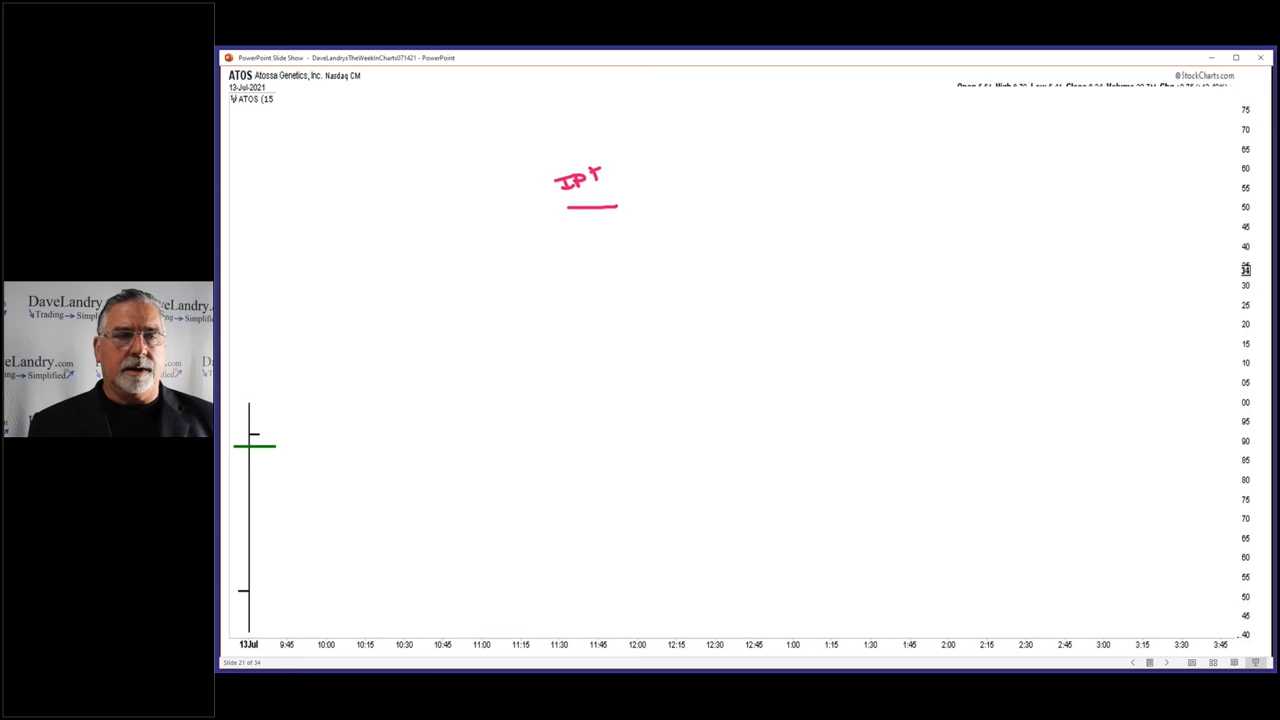 PowerPoint Slide Show - DaveLandrysTheWeekInCharts071421 - PowerPoint
ATOS Atossa Genetics, Inc. Nasdaq CM
© StockCharts.com
13-Jul-2021
ATOS (15
75
70
65
60
55
50
45
40
34
30
25
20
15
10
05
00
95
90
85
80
75
70
65
60
55
50
45
40
IPT
DaveLandry
Trading Simpl
eLandry.com
Simplified
13Jul 9:45 10:00 10:15 10:30 10:45 11:00 11:15 11:30 11:45 12:00 12:15 12:30 12:45 1:00 1:15 1:30 1:45 2:00 2:15 2:30 2:45 3:00 3:15 3:30 3:45
Slide 21 of 34